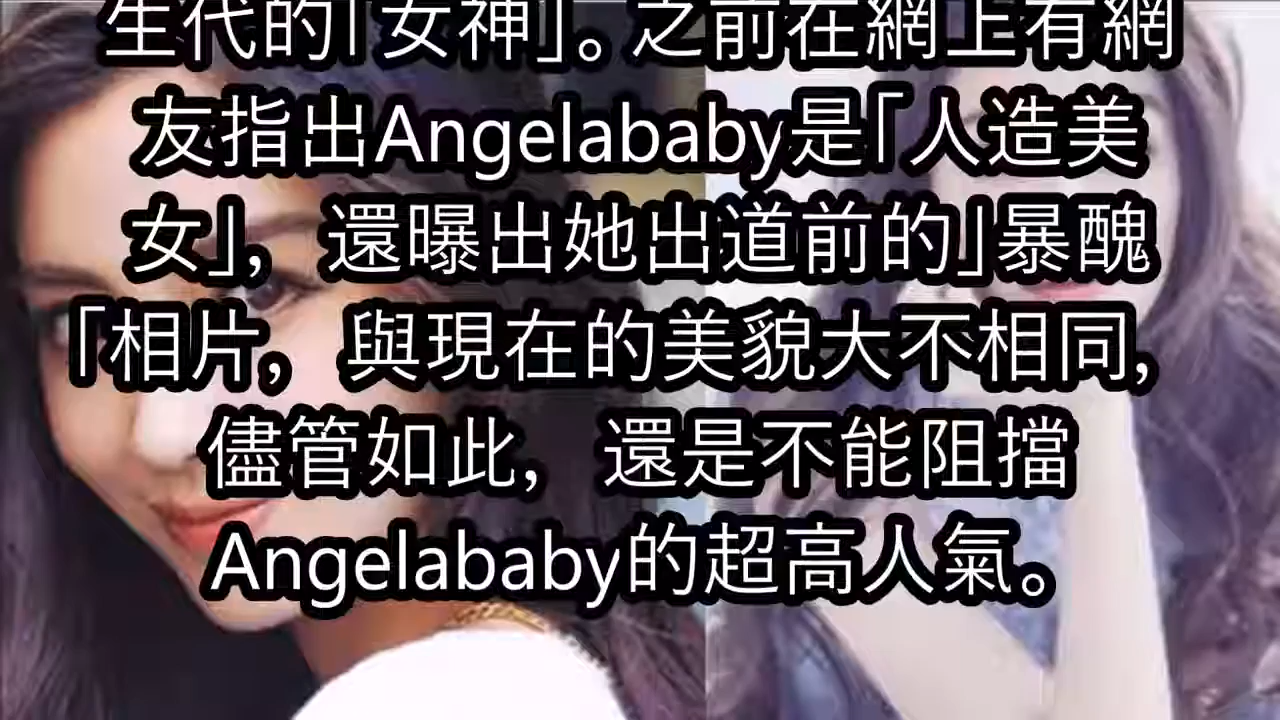 生代的「女神」。之前在網上有網
友指出Angelababy是「人造美
女」，還曝出她出道前的」暴醜
「相片，與現在的美貌大不相同，
儘管如此，還是不能阻擋
Angelababy的超高人氣。